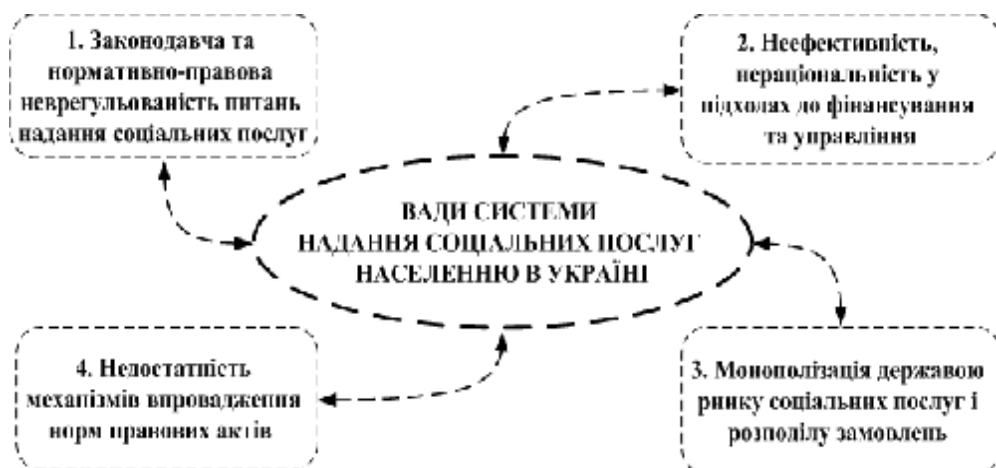 1. Законодавча та
нормативно-правова
неврегульованість питань
надання соціальних послуг
2. Неефективність,
нераціональність у
підходах до фінансування
та управління
ВАДИ СИСТЕМИ
НАДАННЯ СОЦІАЛЬНИХ ПОСЛУГ
НАСЕЛЕННЮ В УКРАЇНІ
4. Недостатність
механізмів впровадження
норм правових актів
3. Монополізація державою
ринку соціальних послуг і
розподілу замовлень